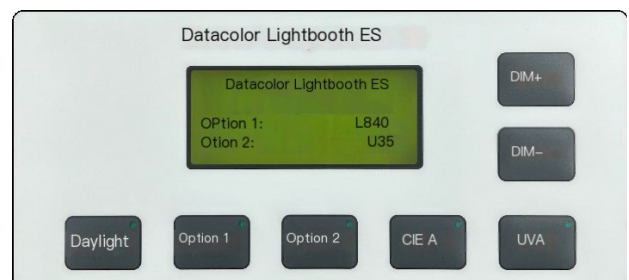 Datacolor Lightbooth ES
Datacolor Lightbooth ES
OPtion 1: L840
Otion 2: U35
DIM+
DIM–
Daylight
Option 1
Option 2
CIE A
UVA